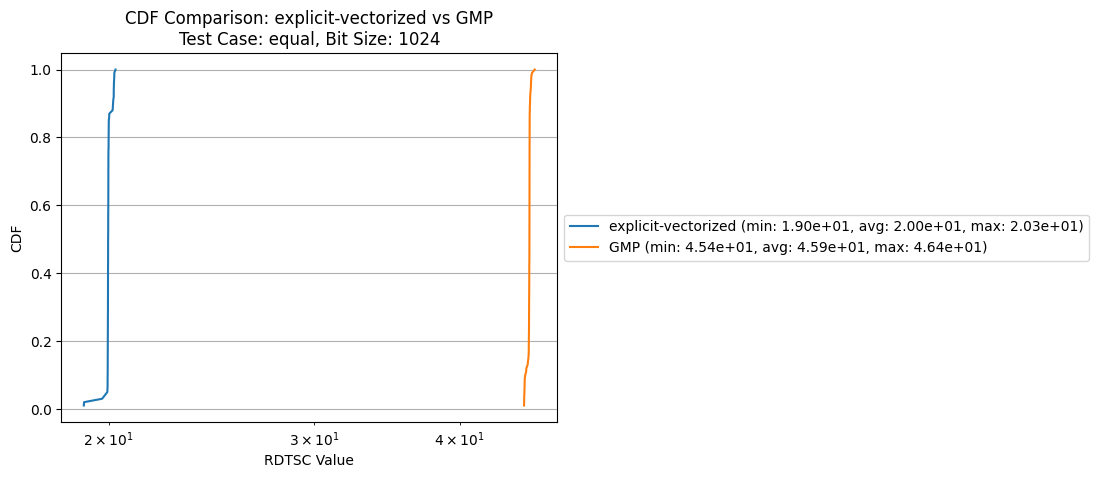 CDF Comparison: explicit-vectorized vs GMP
Test Case: equal, Bit Size: 1024
1.0
0.8
0.6
0.4
0.2
0.0
CDF
2 × 10¹
3 × 10¹
4 × 10¹
RDTSC Value
explicit-vectorized (min: 1.90e+01, avg: 2.00e+01, max: 2.03e+01)
GMP (min: 4.54e+01, avg: 4.59e+01, max: 4.64e+01)